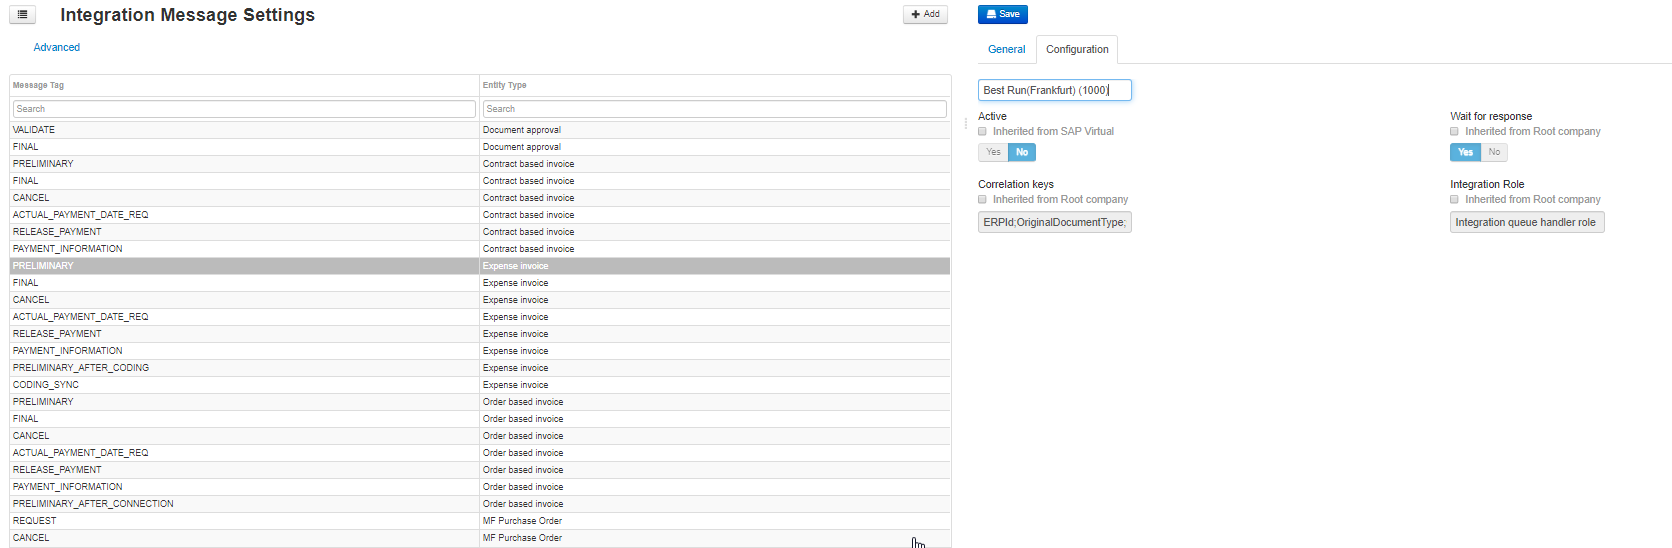 Integration Message Settings
Add
Advanced
Message Tag Entity Type
Search Search
VALIDATE Document approval
FINAL Document approval
PRELIMINARY Contract based invoice
FINAL Contract based invoice
CANCEL Contract based invoice
ACTUAL_PAYMENT_DATE_REQ Contract based invoice
RELEASE_PAYMENT Contract based invoice
PAYMENT_INFORMATION Contract based invoice
PRELIMINARY Expense invoice
FINAL Expense invoice
CANCEL Expense invoice
ACTUAL_PAYMENT_DATE_REQ Expense invoice
RELEASE_PAYMENT Expense invoice
PAYMENT_INFORMATION Expense invoice
PRELIMINARY_AFTER_CODING Expense invoice
CODING_SYNC Expense invoice
PRELIMINARY Order based invoice
FINAL Order based invoice
CANCEL Order based invoice
ACTUAL_PAYMENT_DATE_REQ Order based invoice
RELEASE_PAYMENT Order based invoice
PAYMENT_INFORMATION Order based invoice
PRELIMINARY_AFTER_CONNECTION Order based invoice
REQUEST MF Purchase Order
CANCEL MF Purchase Order
Save
General Configuration
Best Run(Frankfurt) (1000)
Active
Inherited from SAP Virtual
Yes No
Wait for response
Inherited from Root company
Yes No
Correlation keys
Inherited from Root company
ERPId;OriginalDocumentType;
Integration Role
Inherited from Root company
Integration queue handler role